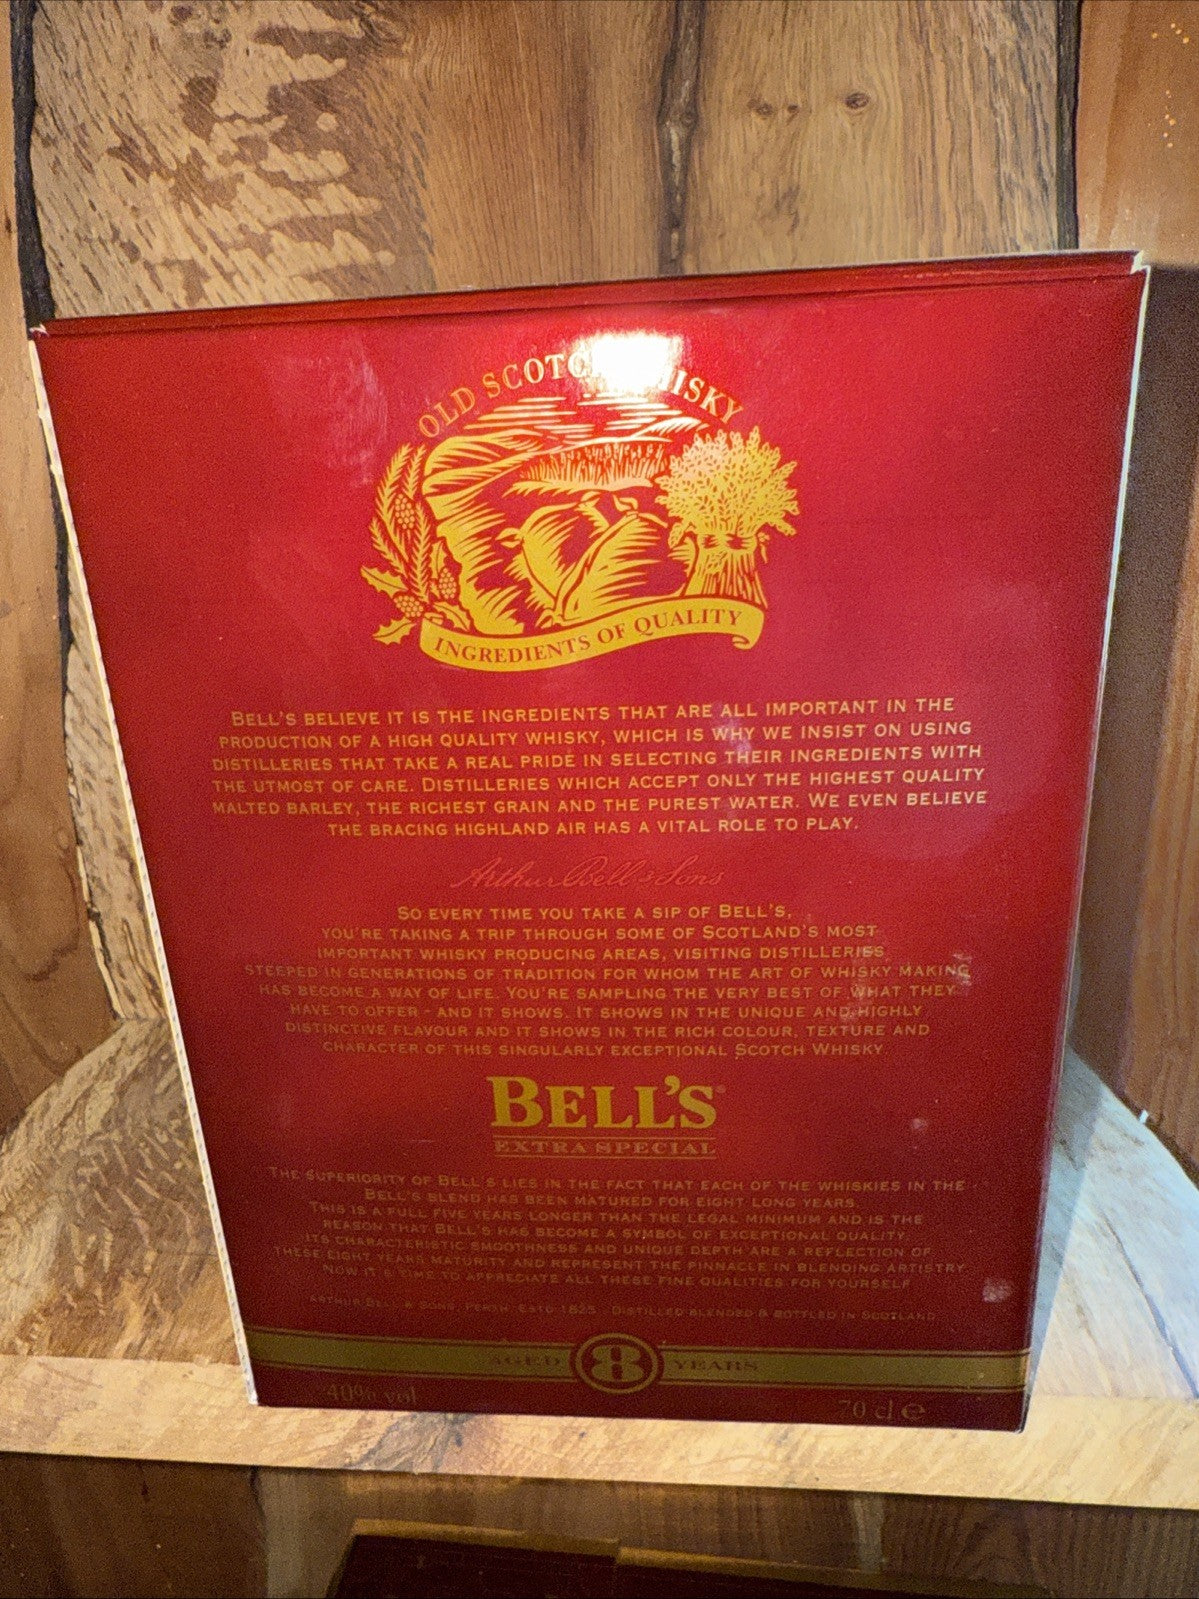 OLD SCOTCH WHISKY
INGREDIENTS OF QUALITY
BELL'S BELIEVE IT IS THE INGREDIENTS THAT ARE ALL IMPORTANT IN THE
PRODUCTION OF A HIGH QUALITY WHISKY, WHICH IS WHY WE INSIST ON USING
DISTILLERIES THAT TAKE A REAL PRIDE IN SELECTING THEIR INGREDIENTS WITH
THE UTMOST OF CARE. DISTILLERIES WHICH ACCEPT ONLY THE HIGHEST QUALITY
MALTED BARLEY, THE RICHEST GRAIN AND THE PUREST WATER. WE EVEN BELIEVE
THE BRACING HIGHLAND AIR HAS A VITAL ROLE TO PLAY.
Arthur Bell & Sons
SO EVERY TIME YOU TAKE A SIP OF BELL'S,
YOU'RE TAKING A TRIP THROUGH SOME OF SCOTLAND'S MOST
IMPORTANT WHISKY PRODUCING AREAS, VISITING DISTILLERIES
STEEPED IN GENERATIONS OF TRADITION FOR WHOM THE ART OF WHISKY MAKING
HAS BECOME A WAY OF LIFE. YOU'RE SAMPLING THE VERY BEST OF WHAT THEY
HAVE TO OFFER - AND IT SHOWS. IT SHOWS IN THE UNIQUE AND HIGHLY
DISTINCTIVE FLAVOUR AND IT SHOWS IN THE RICH COLOUR, TEXTURE AND
CHARACTER OF THIS SINGULARLY EXCEPTIONAL SCOTCH WHISKY.
BELL'S®
EXTRA SPECIAL
THE SUPERIORITY OF BELL'S LIES IN THE FACT THAT EACH OF THE WHISKIES IN THE
BELL'S BLEND HAS BEEN MATURED FOR EIGHT LONG YEARS.
THIS IS A FULL FIVE YEARS LONGER THAN THE LEGAL MINIMUM AND IS THE
REASON THAT BELL'S HAS BECOME A SYMBOL OF EXCEPTIONAL QUALITY.
ITS CHARACTERISTIC SMOOTHNESS AND UNIQUE DEPTH ARE A REFLECTION OF
THESE EIGHT YEARS MATURITY AND REPRESENT THE PINNACLE IN BLENDING ARTISTRY.
NOW IT'S TIME TO APPRECIATE ALL THESE FINE QUALITIES FOR YOURSELF.
ARTHUR BELL & SONS, PERTH. ESTD 1825. DISTILLED BLENDED & BOTTLED IN SCOTLAND
AGED 8 YEARS
40% vol 70 cl e